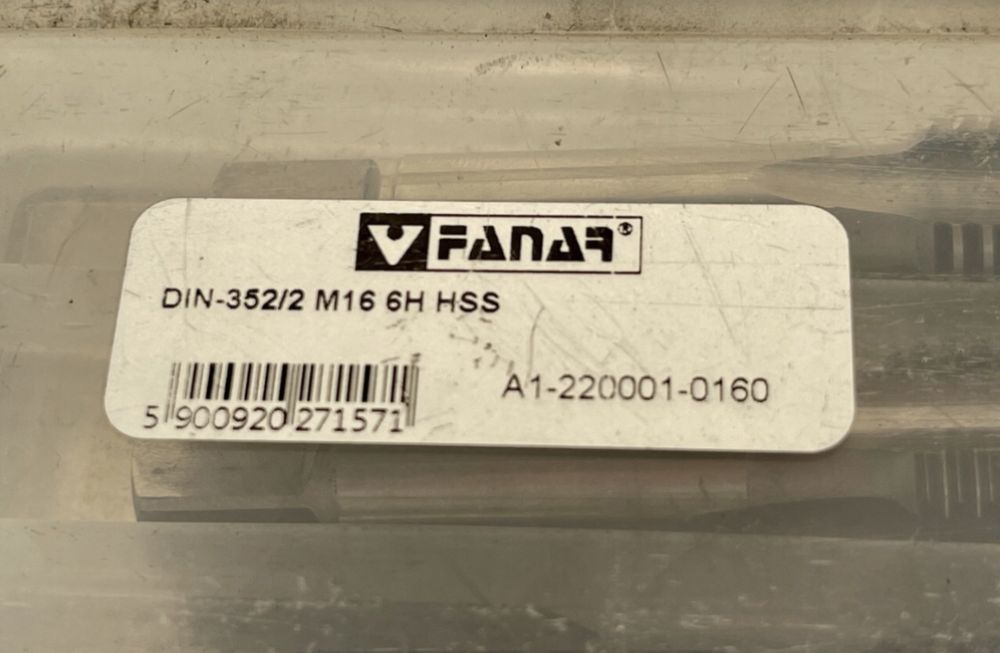 FANAR®
DIN-352/2 M16 6H HSS
5 900920 271571
A1-220001-0160